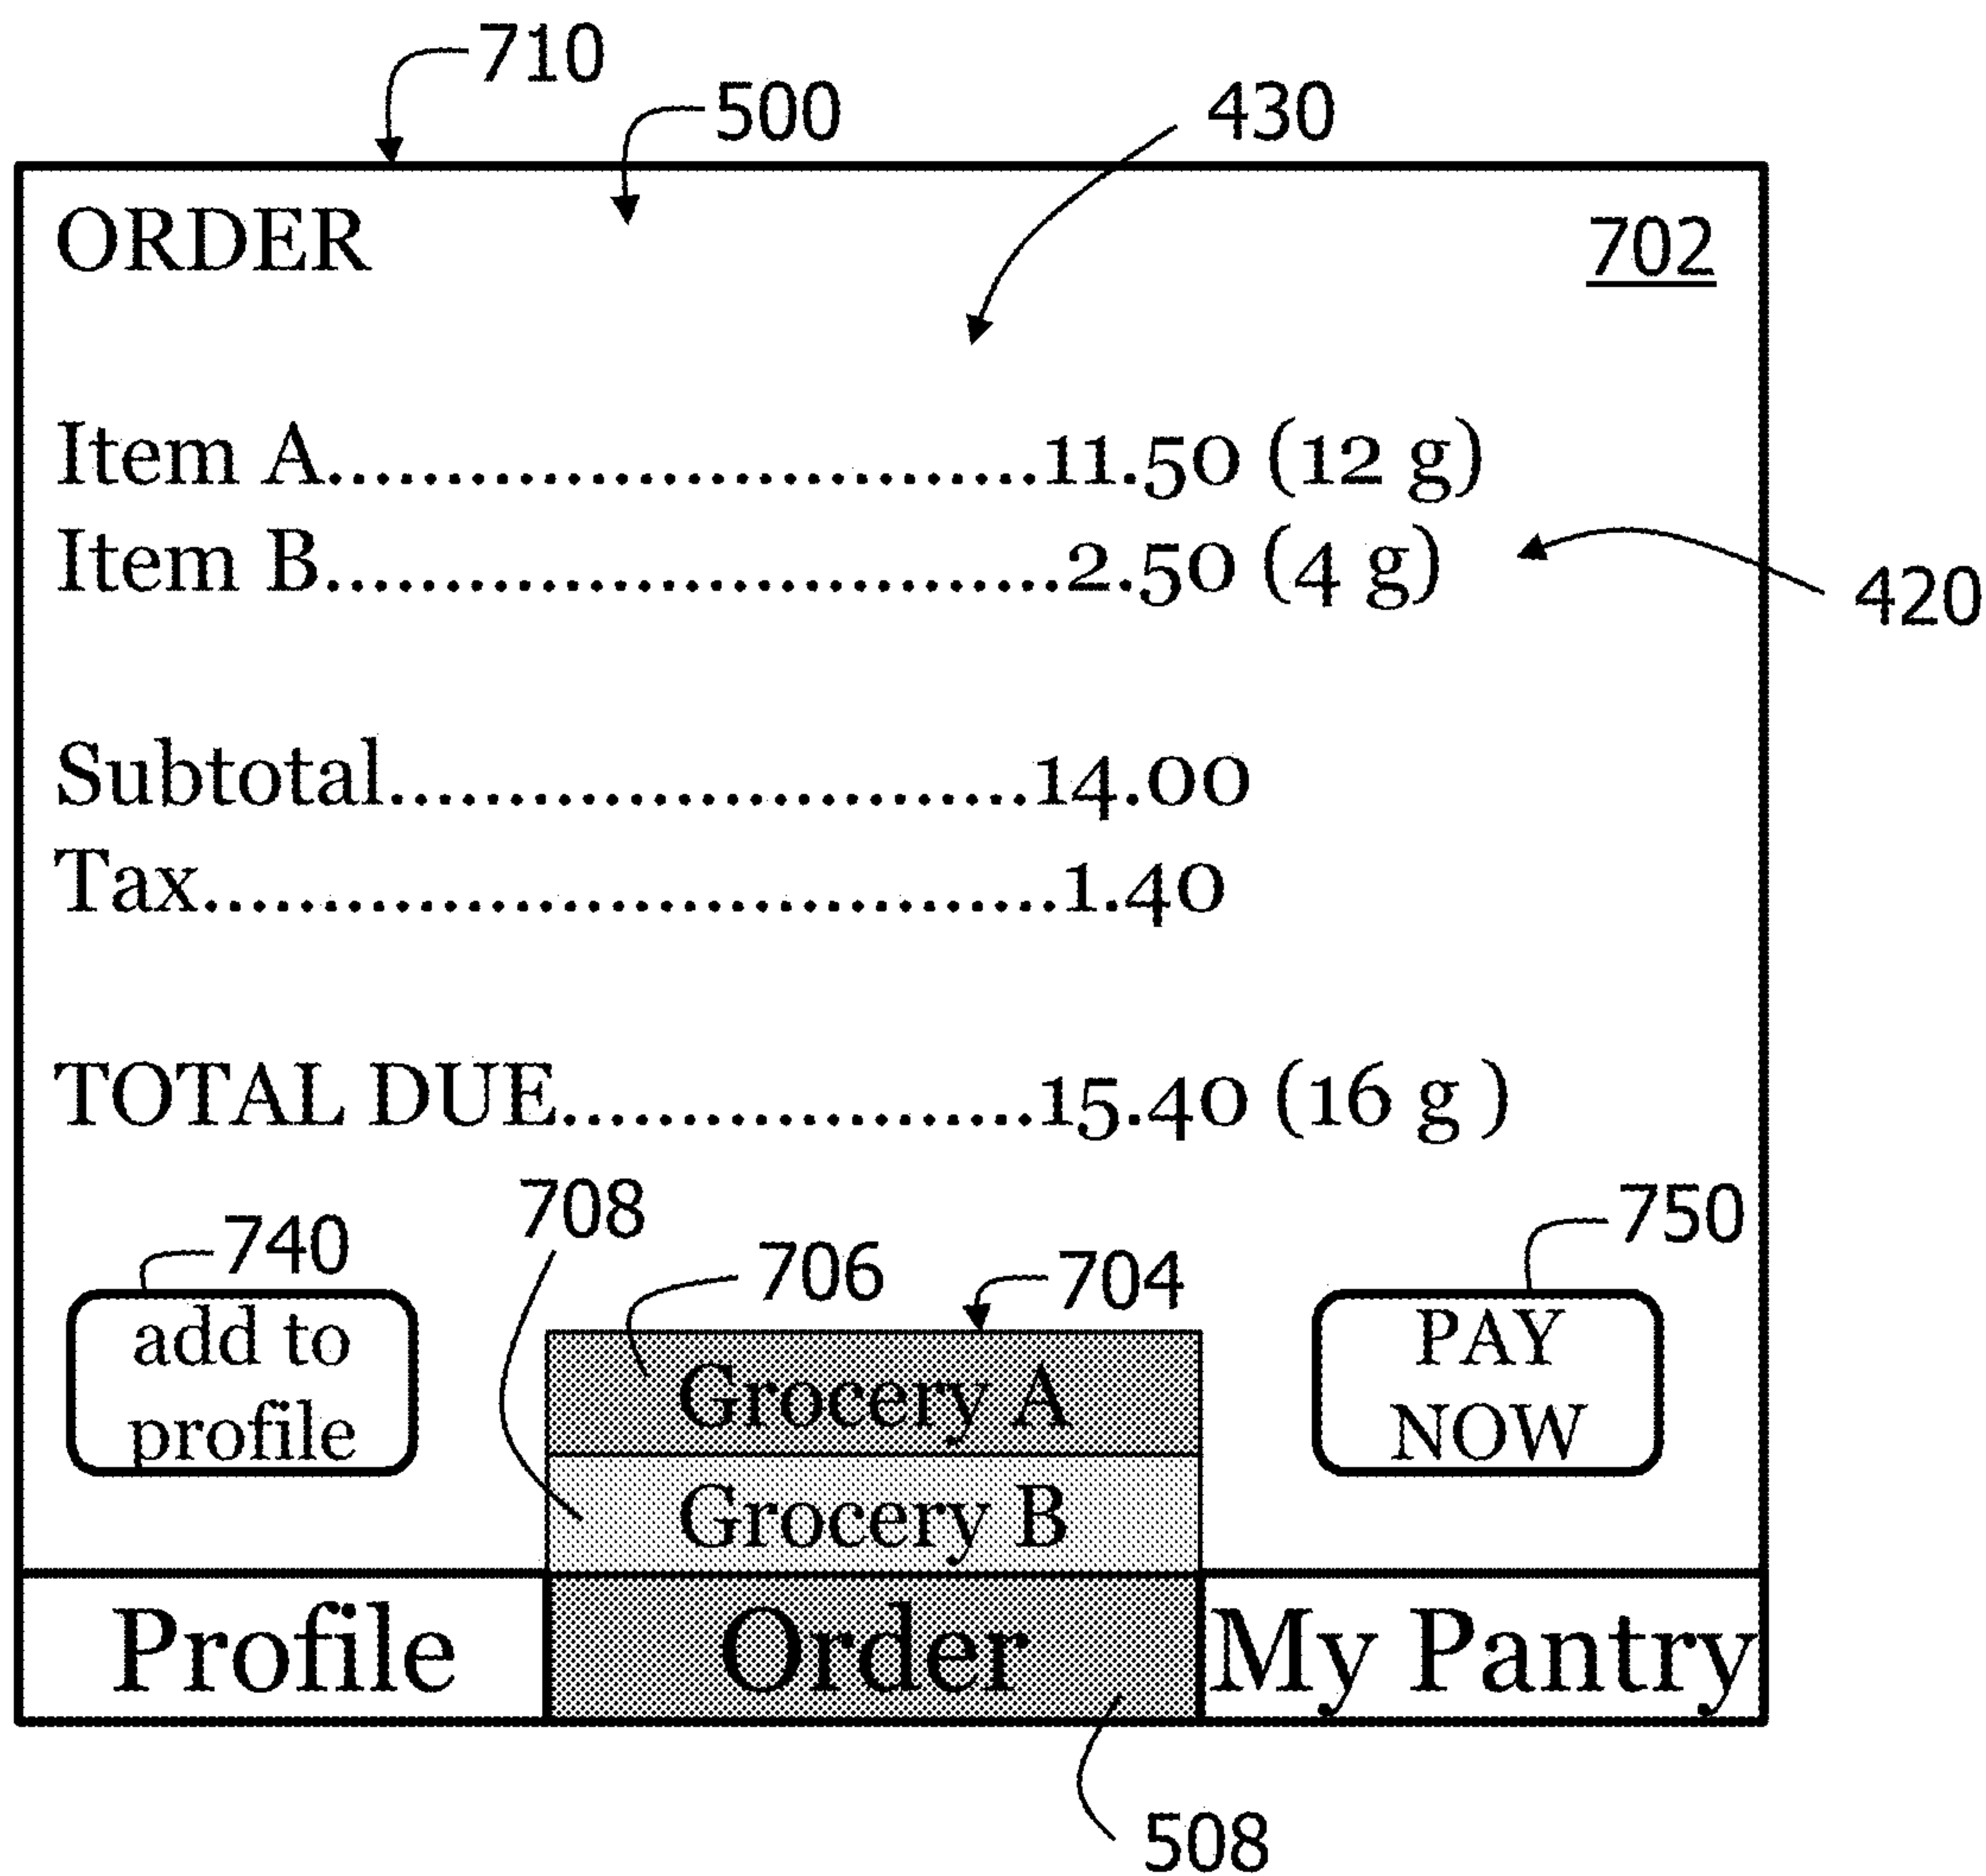 710
500
430
ORDER
702
Item A..............................11.50 (12 g)
Item B...............................2.50 (4 g)
420
Subtotal...........................14.00
Tax....................................1.40
TOTAL DUE....................15.40 (16 g )
708
750
740
706
704
add to
profile
Grocery A
PAY
NOW
Grocery B
Profile
Order
My Pantry
508